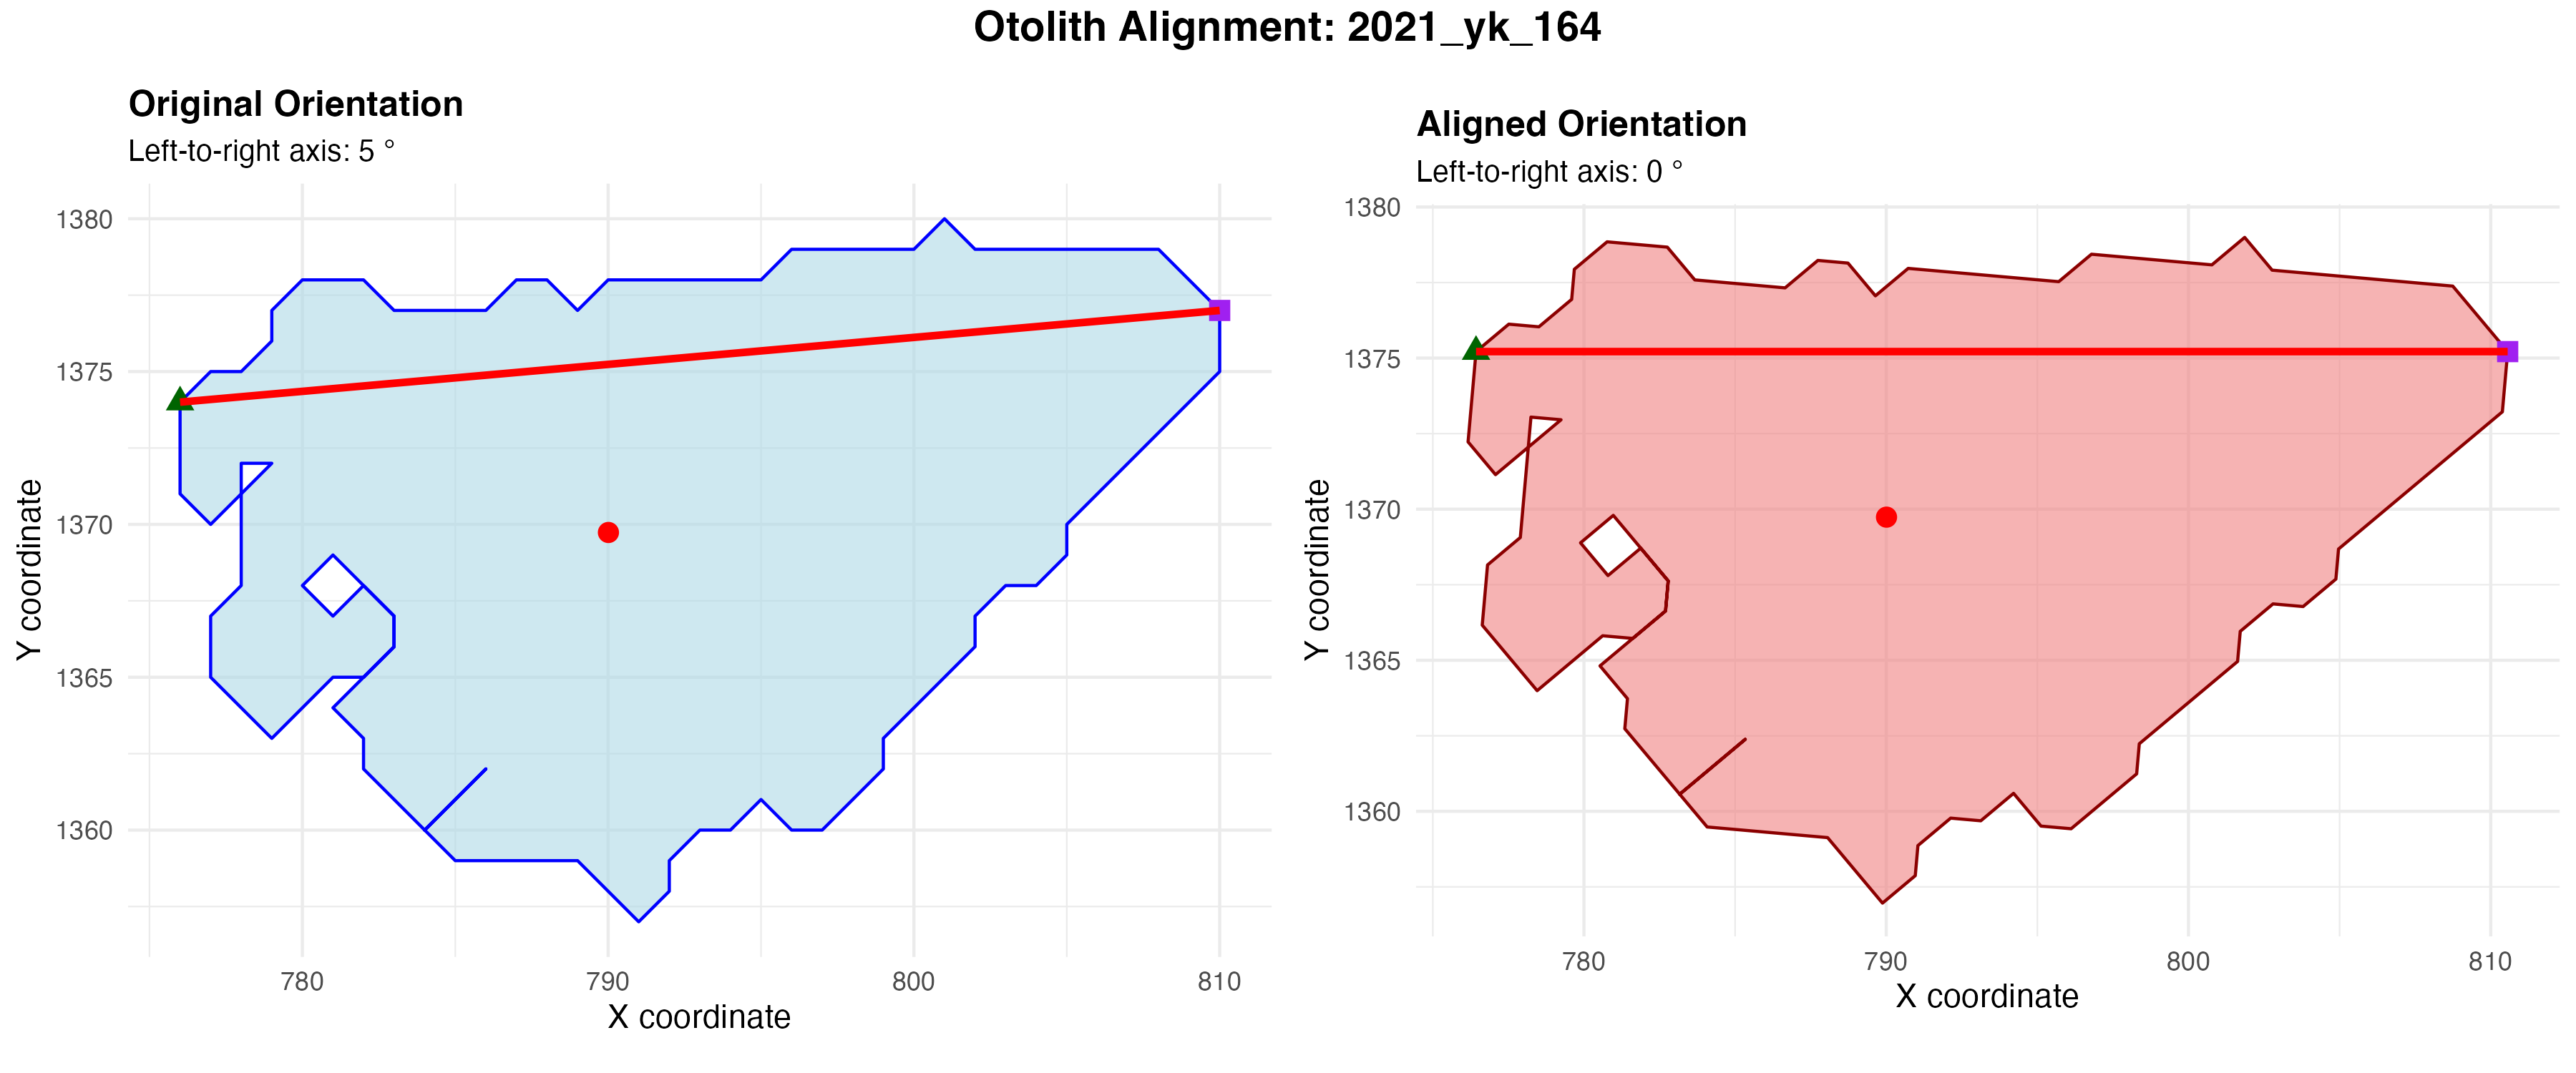 Otolith Alignment: 2021_yk_164
Original Orientation
Left-to-right axis: 5 °
1380
1375
1370
1365
1360
Y coordinate
780 790 800 810
X coordinate
Aligned Orientation
Left-to-right axis: 0 °
1380
1375
1370
1365
1360
Y coordinate
780 790 800 810
X coordinate